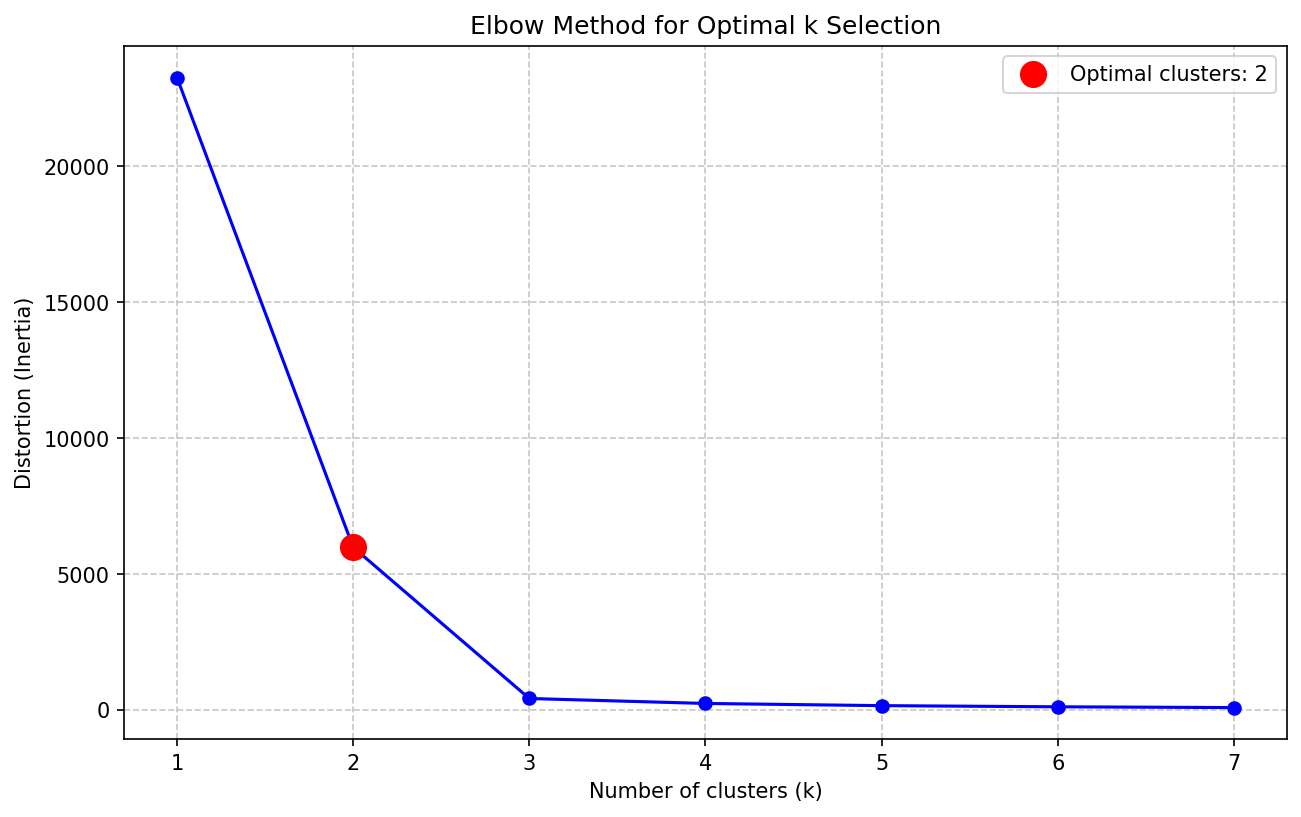 Elbow Method for Optimal k Selection
Optimal clusters: 2
Distortion (Inertia)
20000
15000
10000
5000
0
1 2 3 4 5 6 7
Number of clusters (k)